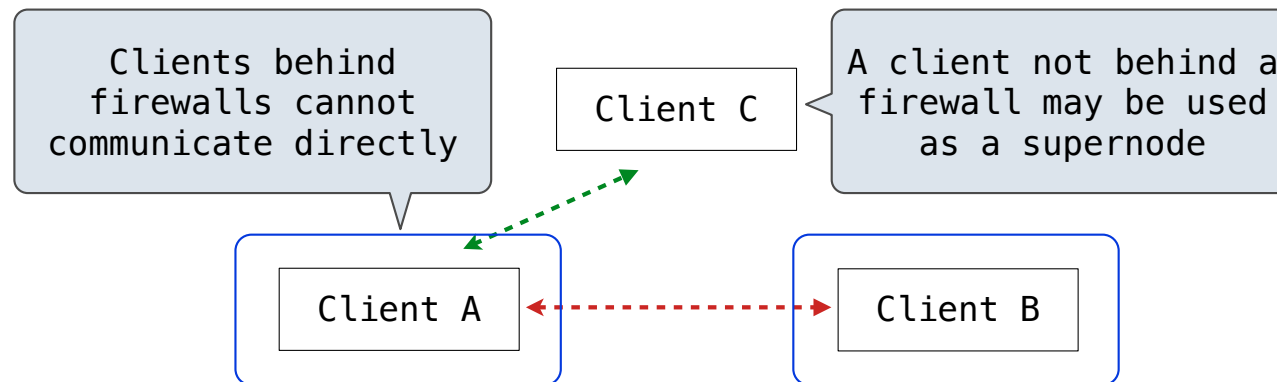 Clients behind
firewalls cannot
communicate directly
Client C
A client not behind a
firewall may be used
as a supernode
Client A
Client B